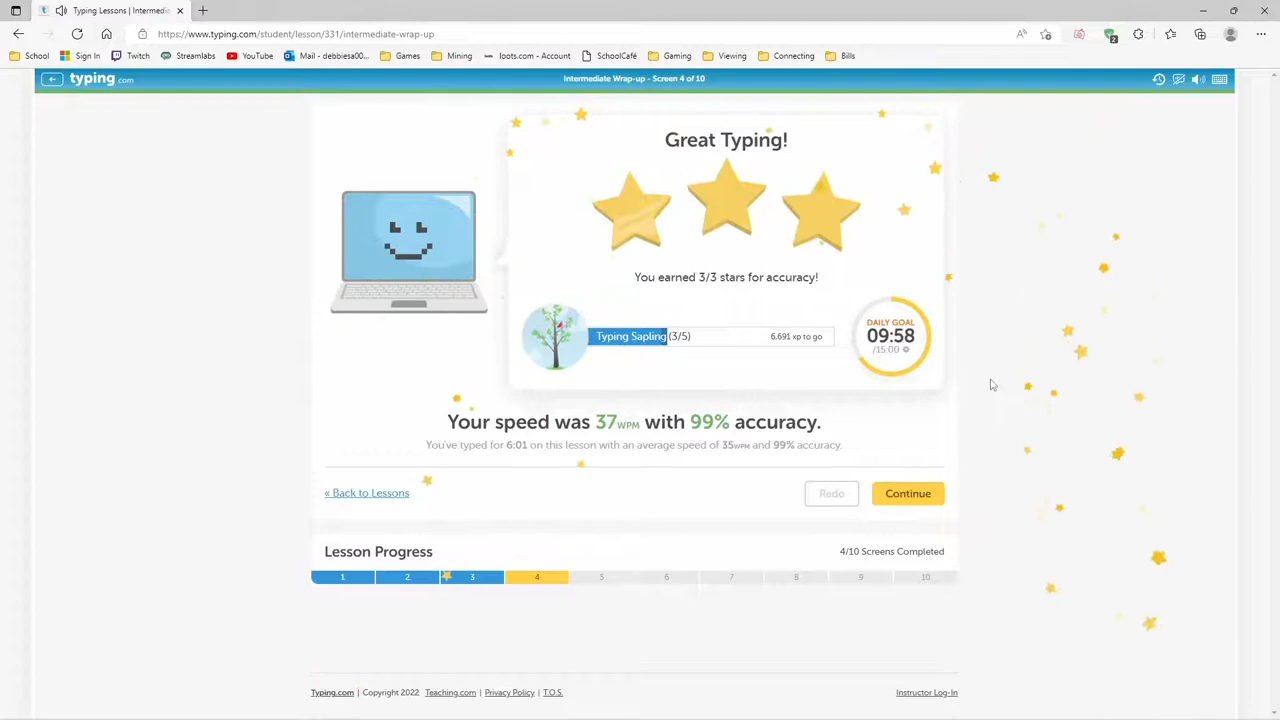 Typing Lessons | Intermedia
https://www.typing.com/student/lesson/331/intermediate-wrap-up
School Sign In Twitch Streamlabs YouTube Mail - debbiesa00... Games Mining loots.com - Account SchoolCafé Gaming Viewing Connecting Bills
typing.com Intermediate Wrap-up - Screen 4 of 10
Great Typing!
You earned 3/3 stars for accuracy!
Typing Sapling (3/5) 6,691 xp to go
DAILY GOAL
09:58
/15:00
Your speed was 37WPM with 99% accuracy.
You've typed for 6:01 on this lesson with an average speed of 35WPM and 99% accuracy.
« Back to Lessons Redo Continue
Lesson Progress 4/10 Screens Completed
1 2 3 4 5 6 7 8 9 10
Typing.com | Copyright 2022 Teaching.com | Privacy Policy | T.O.S. Instructor Log-In